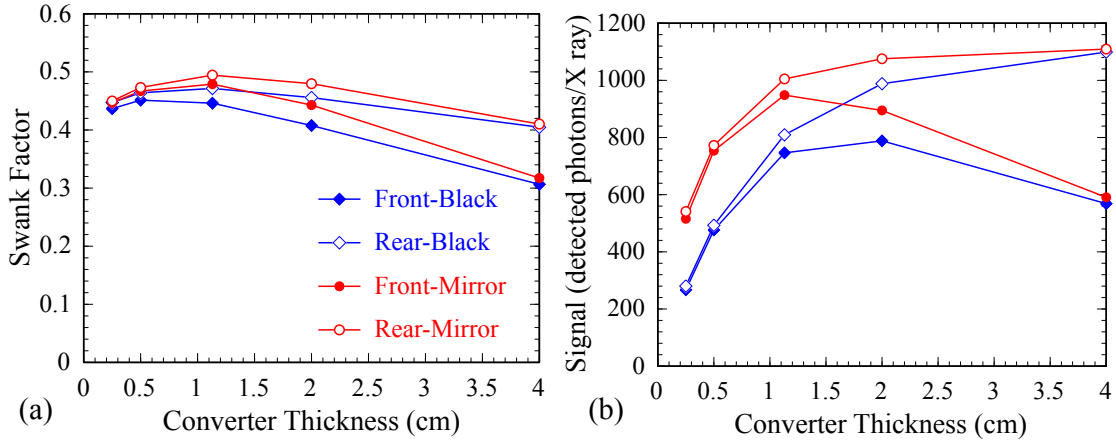 0.6
0.5
0.4
0.3
0.2
0.1
0
Swank Factor
Front-Black
Rear-Black
Front-Mirror
Rear-Mirror
0 0.5 1 1.5 2 2.5 3 3.5 4
(a) Converter Thickness (cm)
1200
1000
800
600
400
200
0
Signal (detected photons/X ray)
0 0.5 1 1.5 2 2.5 3 3.5 4
(b) Converter Thickness (cm)